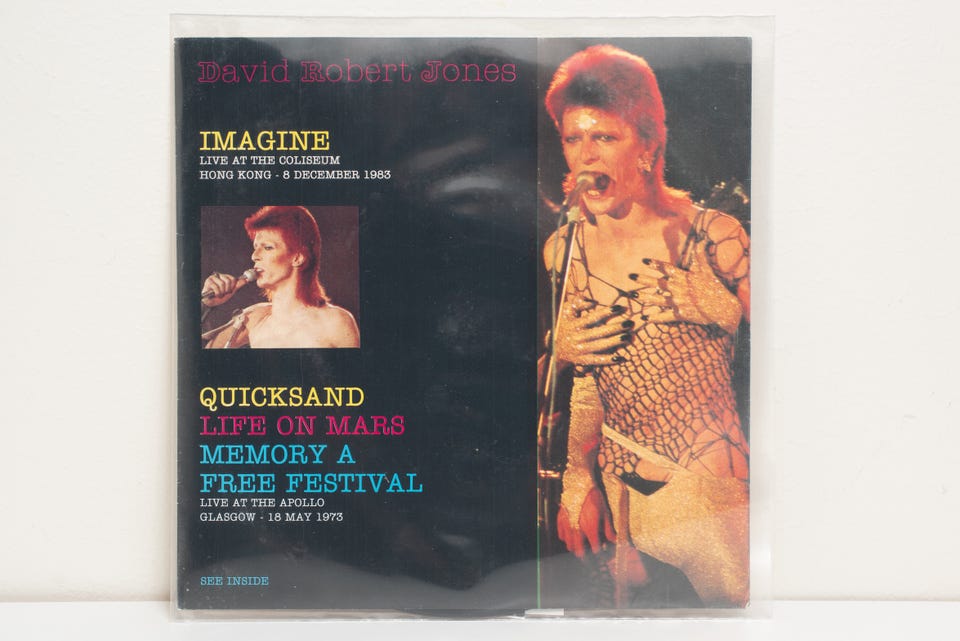 David Robert Jones
IMAGINE
LIVE AT THE COLISEUM
HONG KONG - 8 DECEMBER 1983
QUICKSAND
LIFE ON MARS
MEMORY A
FREE FESTIVAL
LIVE AT THE APOLLO
GLASGOW - 18 MAY 1973
SEE INSIDE